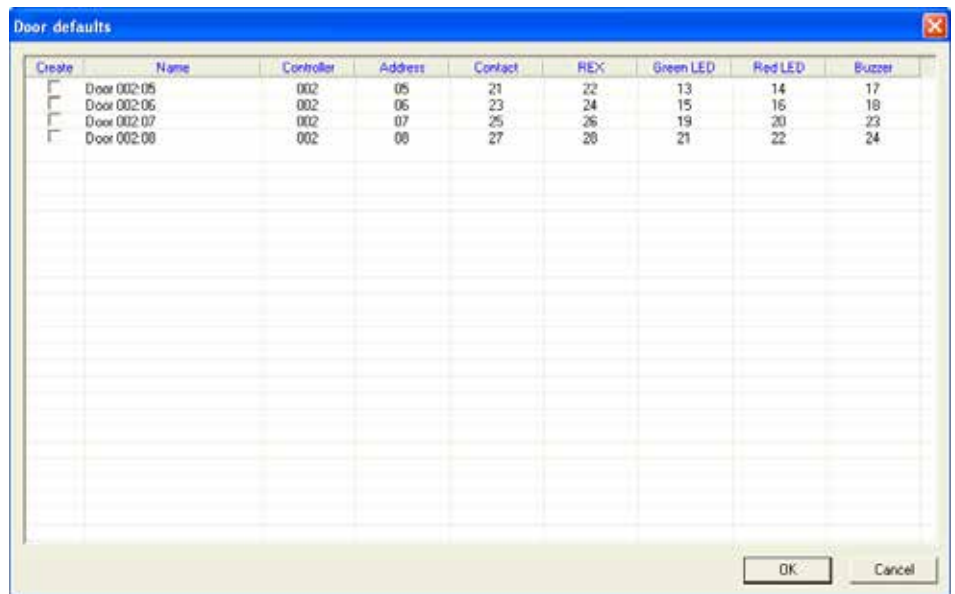 Door defaults
Create Name Controller Address Contact REX Green LED Red LED Buzzer
Door 002:05 002 05 21 22 13 14 17
Door 002:06 002 06 23 24 15 16 18
Door 002:07 002 07 25 26 19 20 23
Door 002:08 002 08 27 28 21 22 24
OK Cancel